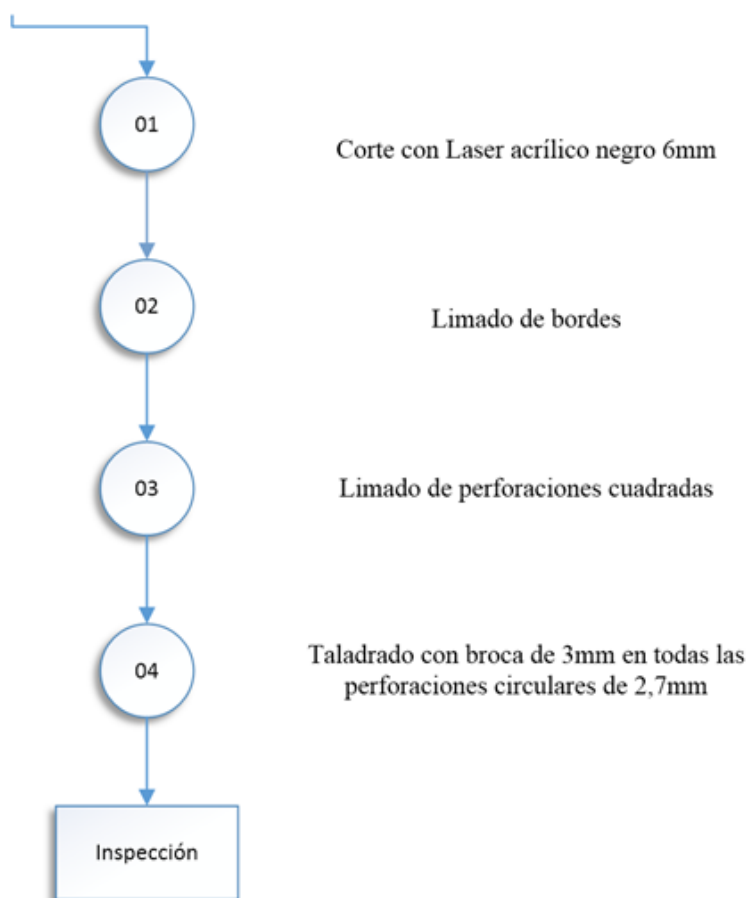 01
Corte con Laser acrílico negro 6mm
02
Limado de bordes
03
Limado de perforaciones cuadradas
04
Taladrado con broca de 3mm en todas las
perforaciones circulares de 2,7mm
Inspección